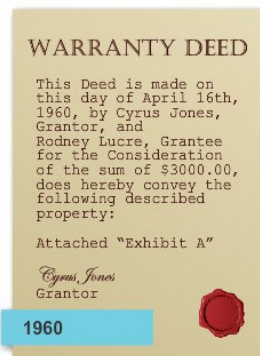 WARRANTY DEED
This Deed is made on
this day of April 16th,
1960, by Cyrus Jones,
Grantor, and
Rodney Lucre, Grantee
for the Consideration
of the sum of $3000.00,
does hereby convey the
following described
property:
Attached “Exhibit A”
Cyrus Jones
Grantor
1960